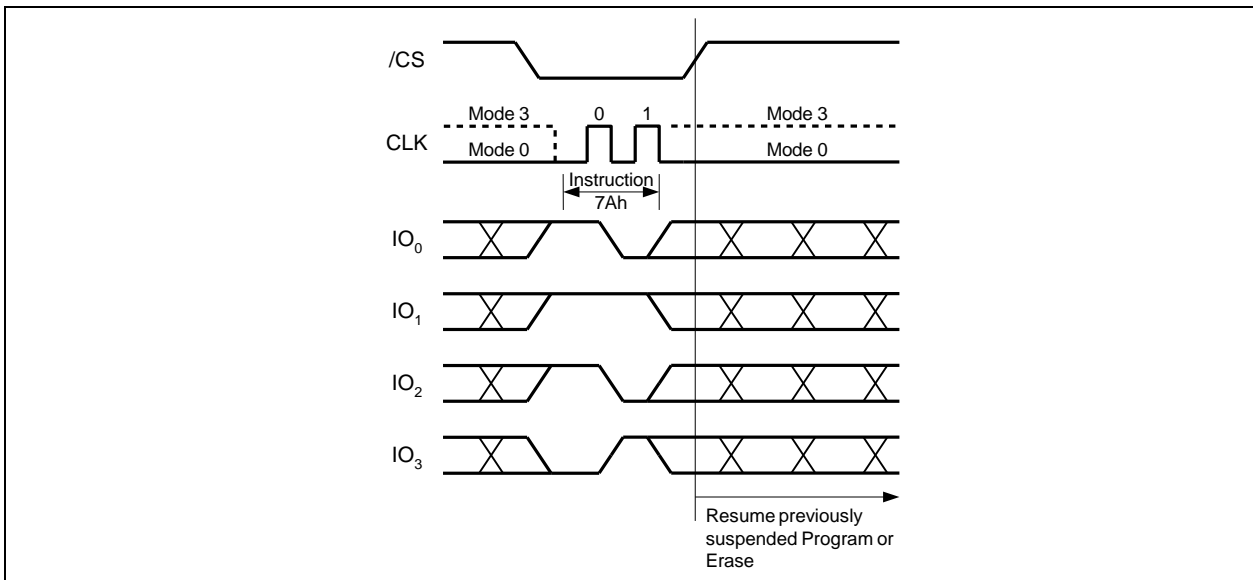 /CS
Mode 3 0 1 Mode 3
CLK
Mode 0 Mode 0
Instruction
7Ah
IO0
IO1
IO2
IO3
Resume previously
suspended Program or
Erase